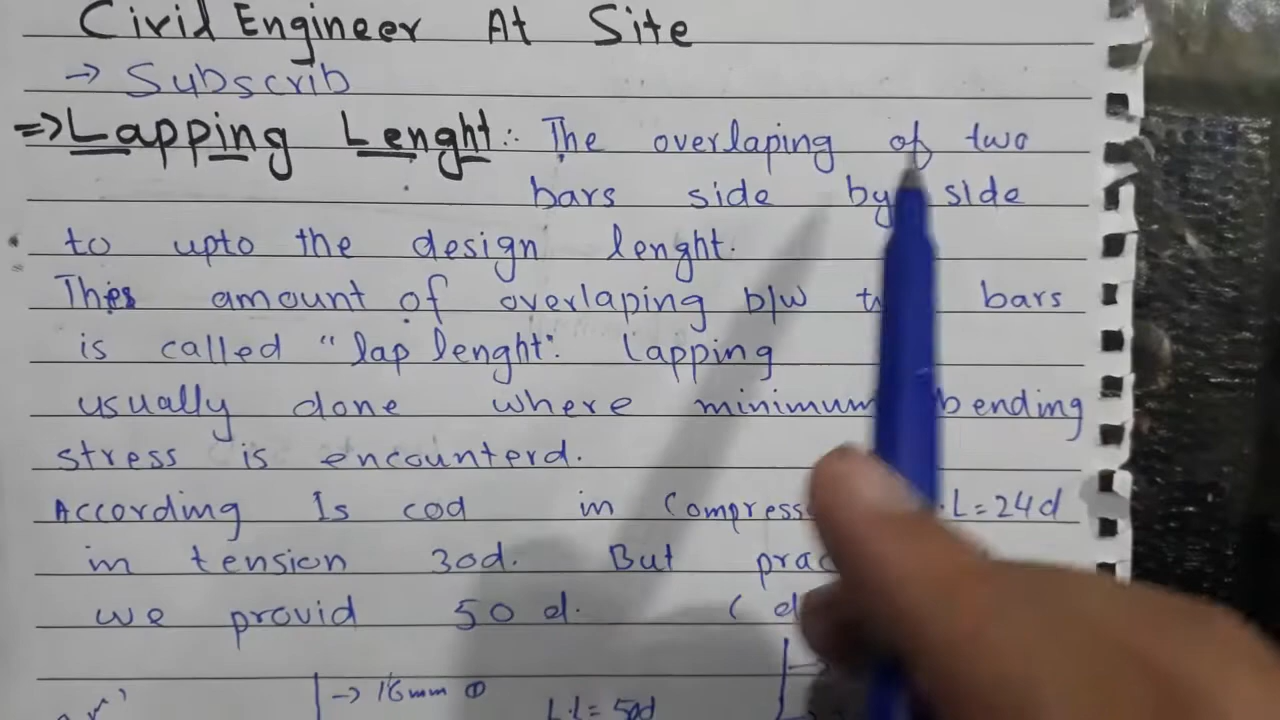 Civil Engineer At Site
→ Subscrib
⇒ Lapping Lenght:. The overlaping of two
bars side by side
to upto the design lenght.
This amount of overlaping b/w bars
is called "lap lenght". Lapping
usually done where minimum bending
stress is encounterd.
According Is cod in L=24d
in tension 30d. But
we provid 50 d. (
→ 16mm Φ
L.L= 50d